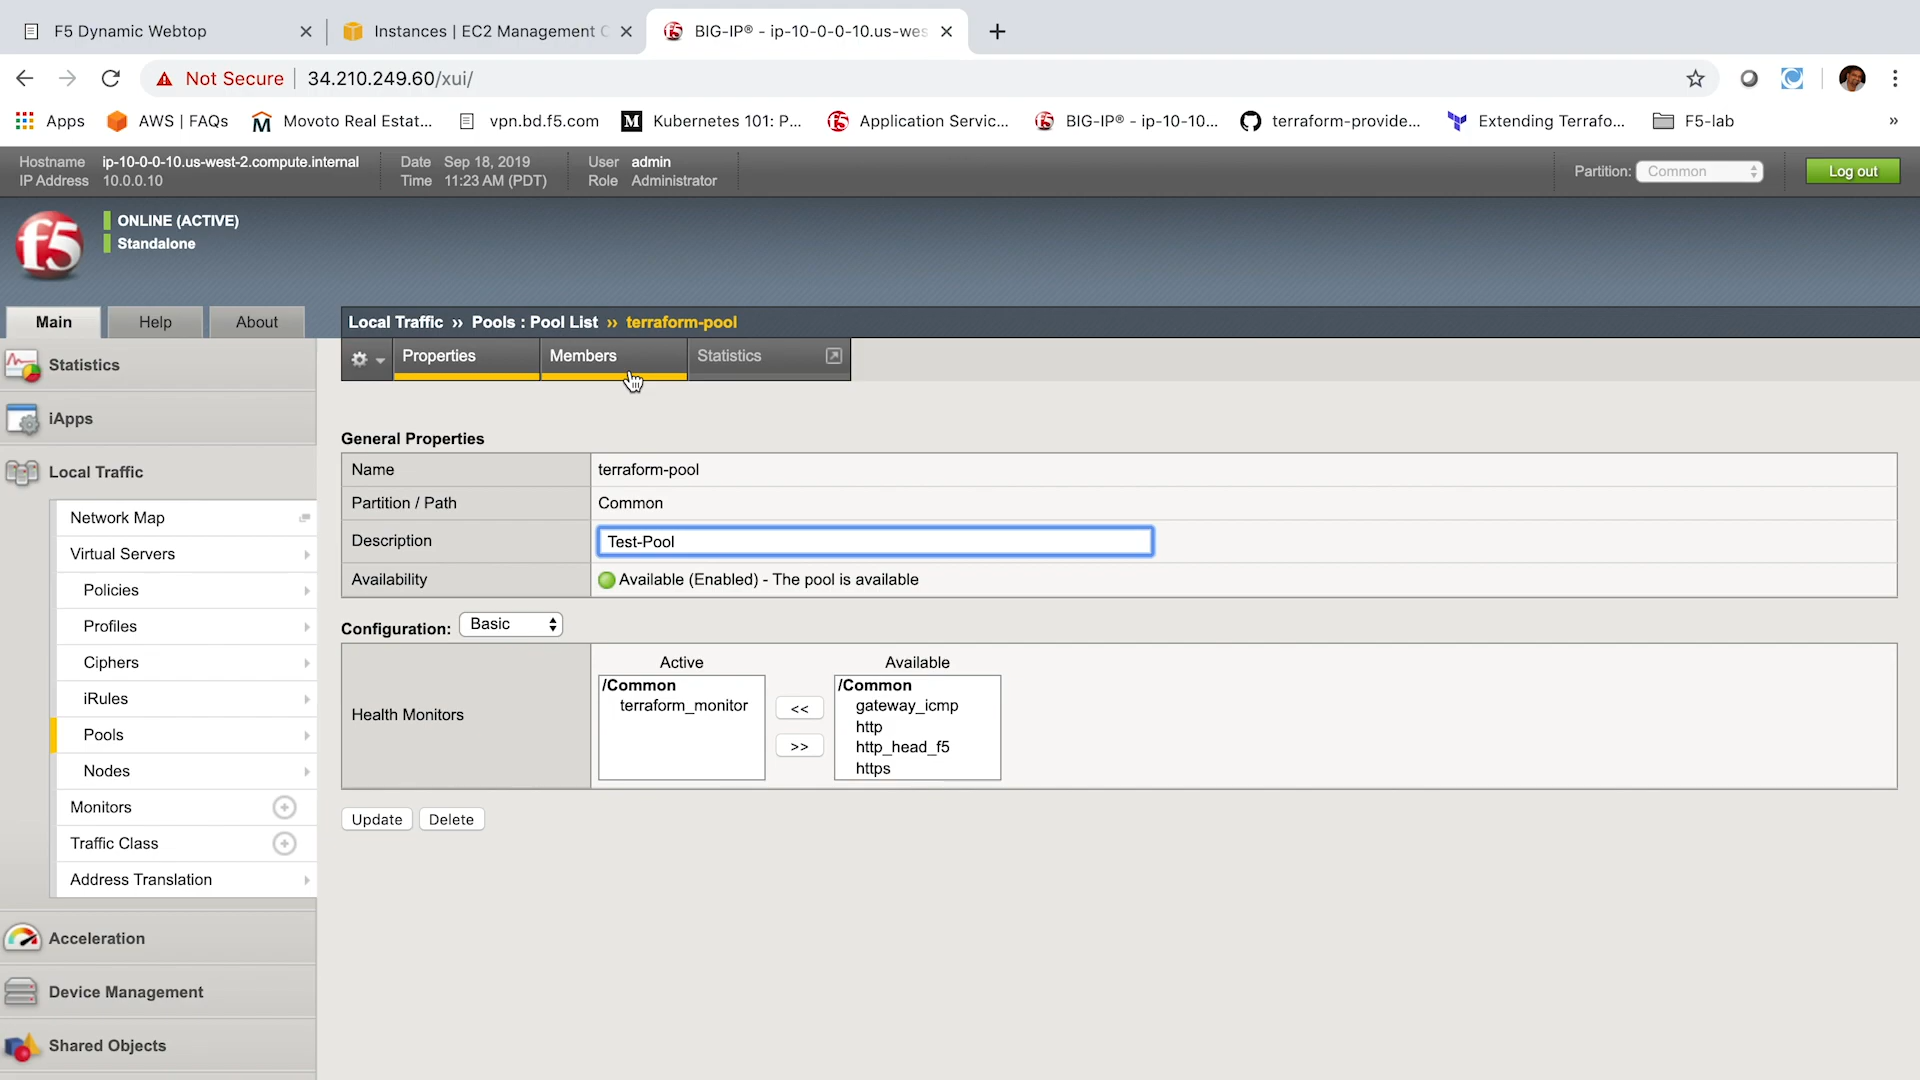 F5 Dynamic Webtop
Instances | EC2 Management C
BIG-IP® - ip-10-0-0-10.us-wes
Not Secure 34.210.249.60/xui/
Apps AWS | FAQs Movoto Real Estat... vpn.bd.f5.com M Kubernetes 101: P... Application Servic... BIG-IP® - ip-10-10... terraform-provide... Extending Terrafo... F5-lab »
Hostname ip-10-0-0-10.us-west-2.compute.internal Date Sep 18, 2019 User admin
IP Address 10.0.0.10 Time 11:23 AM (PDT) Role Administrator
Partition: Common Log out
f5
ONLINE (ACTIVE)
Standalone
Main Help About
Local Traffic ›› Pools : Pool List ›› terraform-pool
Properties Members Statistics
Statistics
iApps
Local Traffic
Network Map
Virtual Servers
Policies
Profiles
Ciphers
iRules
Pools
Nodes
Monitors
Traffic Class
Address Translation
Acceleration
Device Management
Shared Objects
General Properties
Name terraform-pool
Partition / Path Common
Description Test-Pool
Availability Available (Enabled) - The pool is available
Configuration: Basic
Health Monitors
Active
/Common
terraform_monitor
<<
>>
Available
/Common
gateway_icmp
http
http_head_f5
https
Update Delete